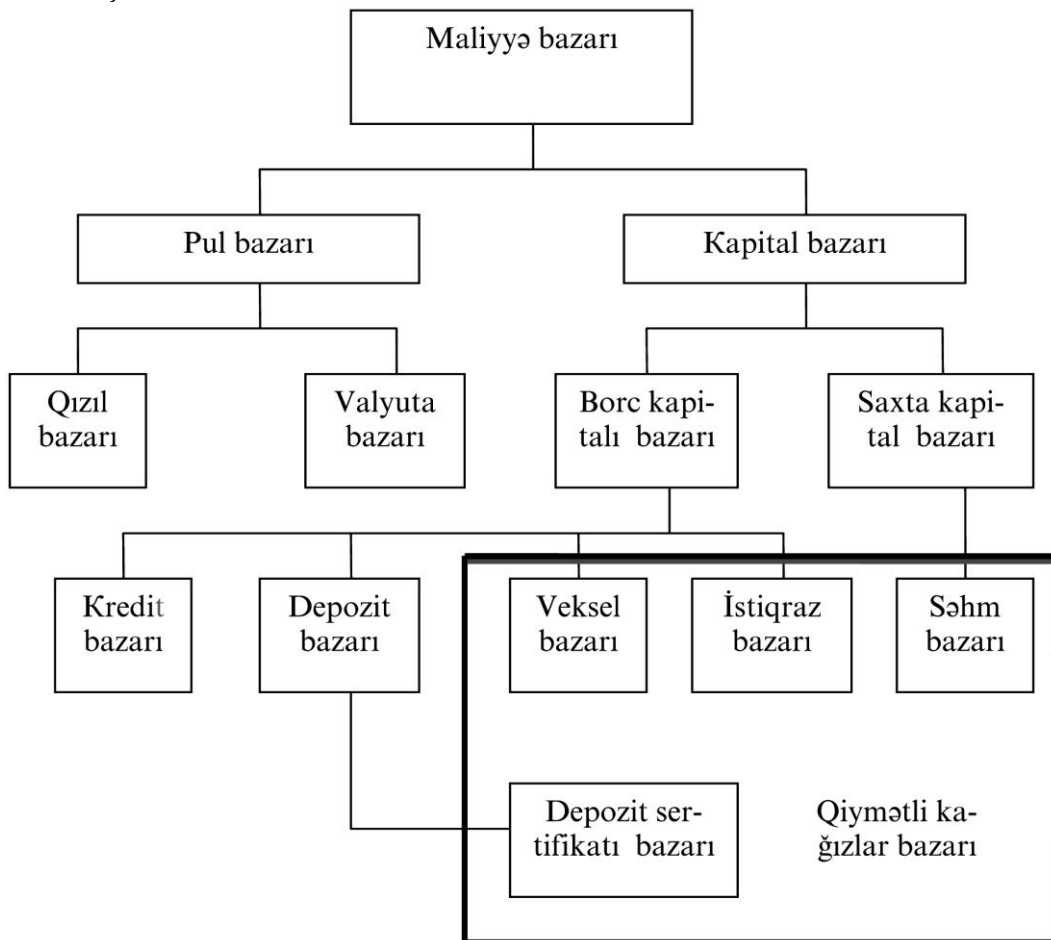 Maliyyə bazarı
Pul bazarı
Kapital bazarı
Qızıl
bazarı
Valyuta
bazarı
Borc kapi-
talı bazarı
Saxta kapi-
tal bazarı
Kredit
bazarı
Depozit
bazarı
Veksel
bazarı
İstiqraz
bazarı
Səhm
bazarı
Depozit ser-
tifikatı bazarı
Qiymətli ka-
ğızlar bazarı